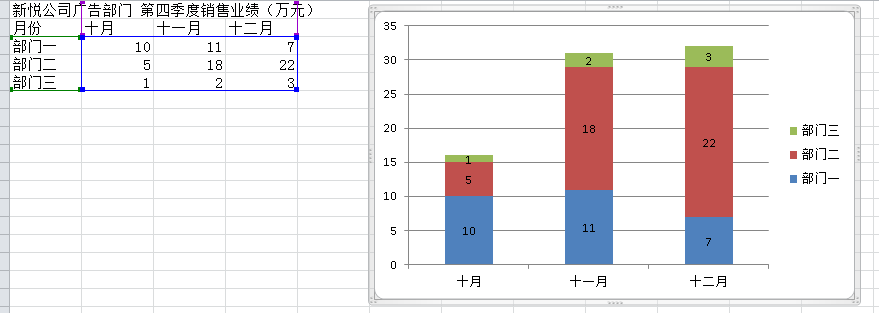 新悦公司广告部门 第四季度销售业绩（万元）
月份 十月 十一月 十二月
部门一 10 11 7
部门二 5 18 22
部门三 1 2 3
35
30
25
20
15
10
5
0
1
5
10
2
18
11
3
22
7
十月 十一月 十二月
部门三
部门二
部门一